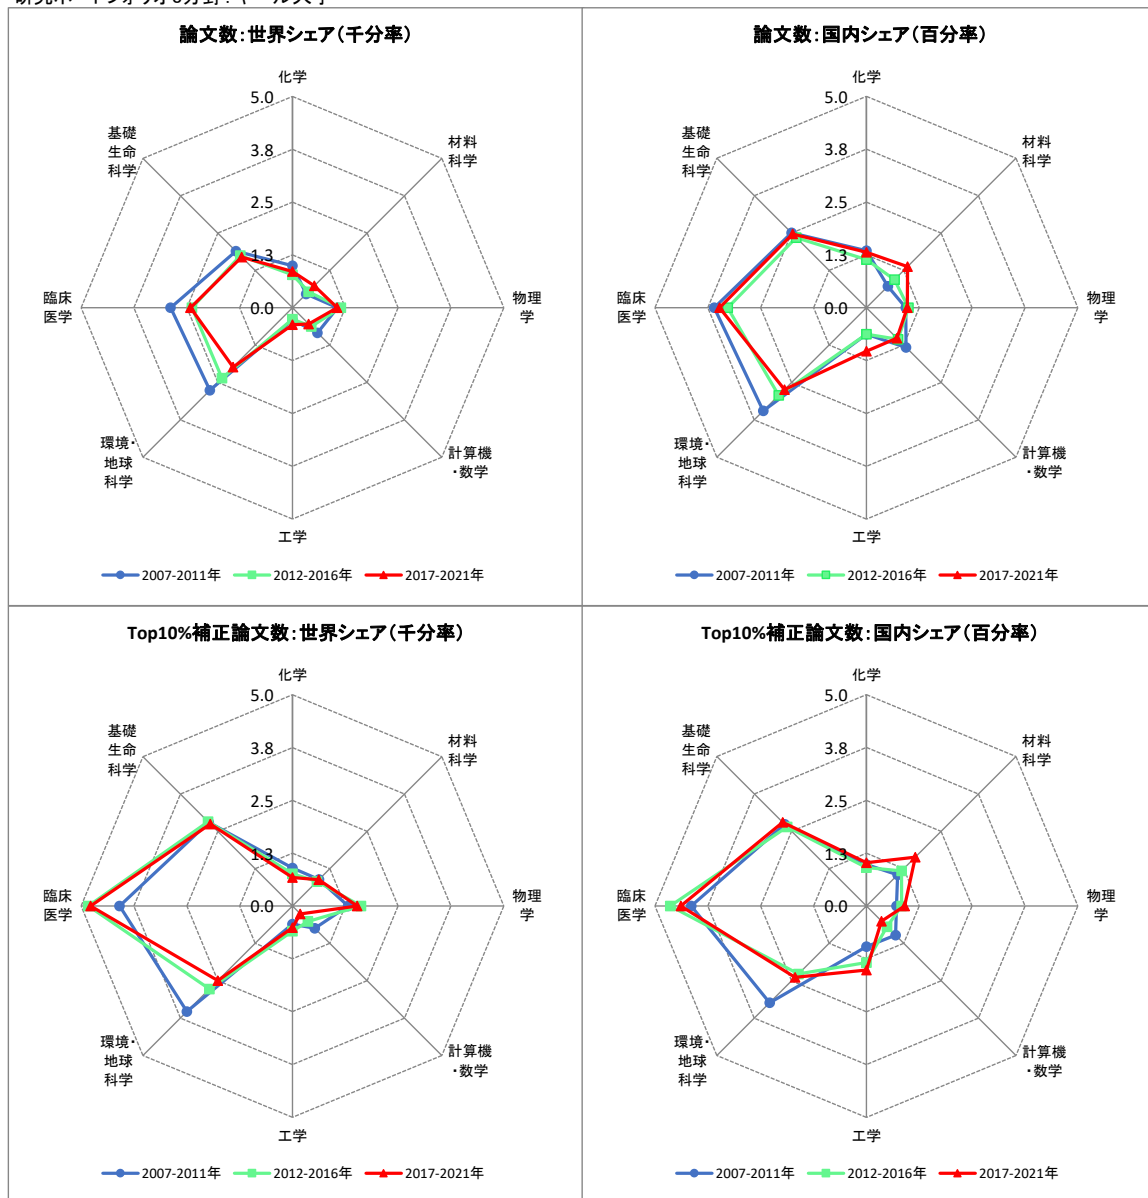 論文数：世界シェア（千分率）
化学
5.0
3.8
2.5
1.3
0.0
材料
科学
物理
学
計算機
・数学
工学
環境・
地球
科学
臨床
医学
基礎
生命
科学
2007-2011年 2012-2016年 2017-2021年
論文数：国内シェア（百分率）
化学
5.0
3.8
2.5
1.3
0.0
材料
科学
物理
学
計算機
・数学
工学
環境・
地球
科学
臨床
医学
基礎
生命
科学
2007-2011年 2012-2016年 2017-2021年
Top10%補正論文数：世界シェア（千分率）
化学
5.0
3.8
2.5
1.3
0.0
材料
科学
物理
学
計算機
・数学
工学
環境・
地球
科学
臨床
医学
基礎
生命
科学
2007-2011年 2012-2016年 2017-2021年
Top10%補正論文数：国内シェア（百分率）
化学
5.0
3.8
2.5
1.3
0.0
材料
科学
物理
学
計算機
・数学
工学
環境・
地球
科学
臨床
医学
基礎
生命
科学
2007-2011年 2012-2016年 2017-2021年